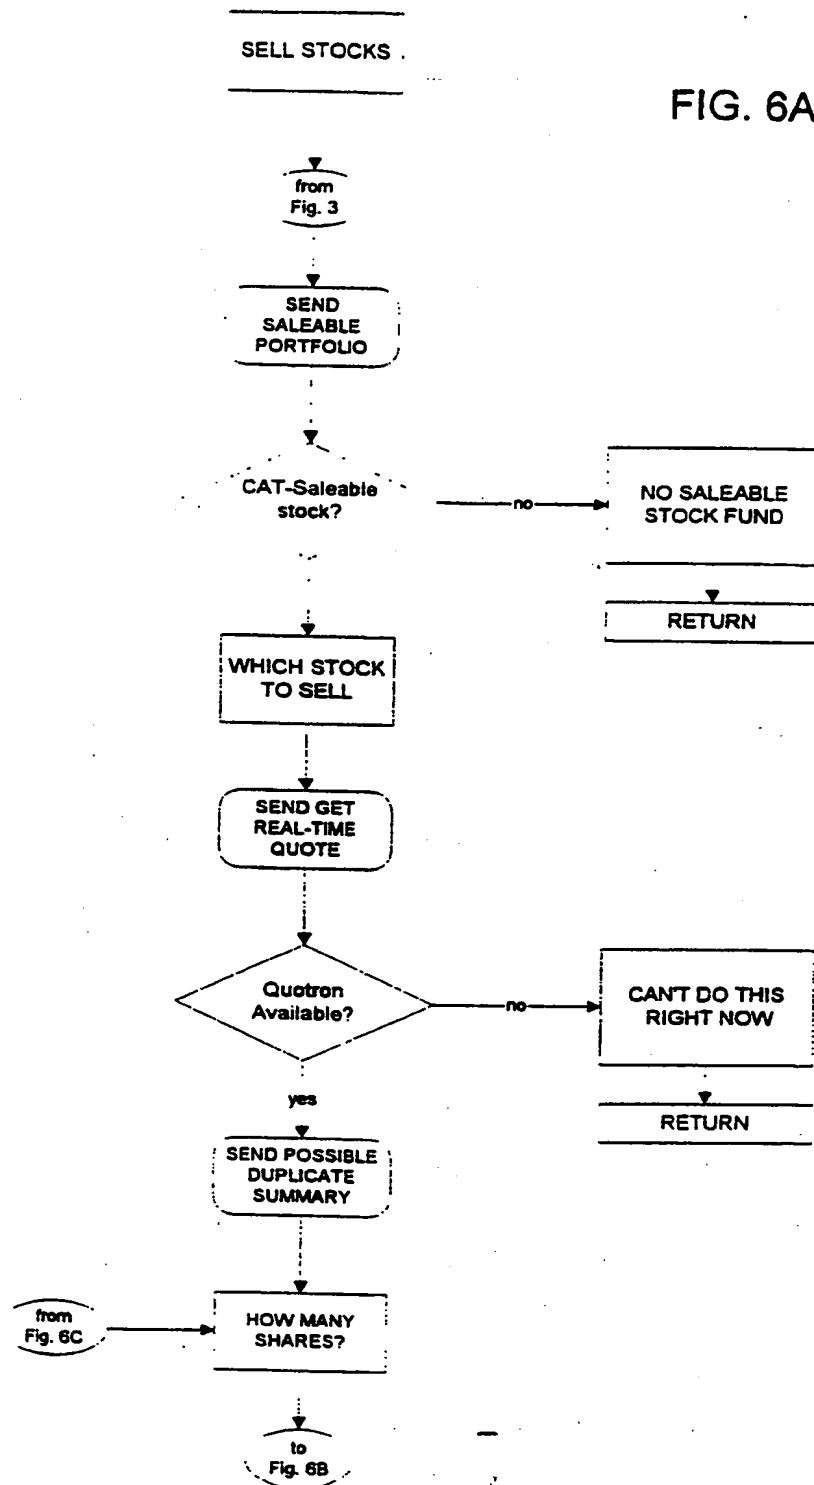 SELL STOCKS
FIG. 6A
from
Fig. 3
SEND
SALEABLE
PORTFOLIO
CAT-Saleable
stock?
no
NO SALEABLE
STOCK FUND
RETURN
WHICH STOCK
TO SELL
SEND GET
REAL-TIME
QUOTE
Quotron
Available?
no
CAN'T DO THIS
RIGHT NOW
RETURN
yes
SEND POSSIBLE
DUPLICATE
SUMMARY
from
Fig. 6C
HOW MANY
SHARES?
to
Fig. 6B